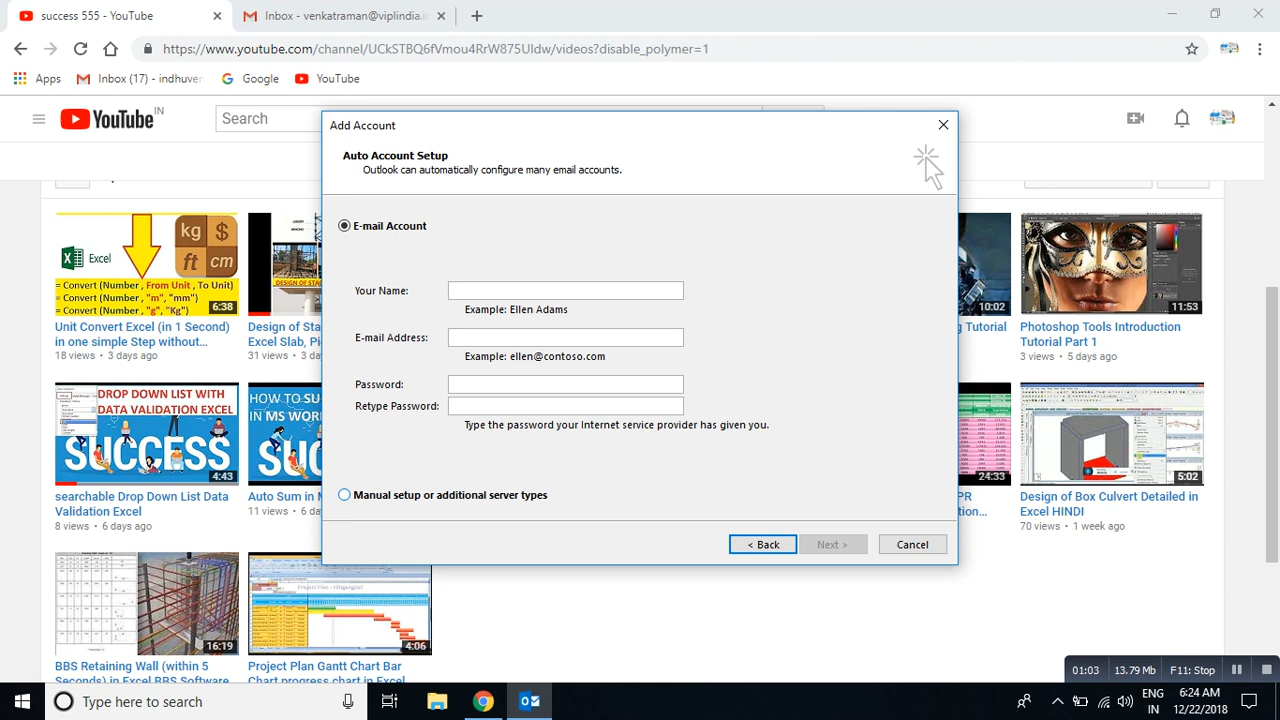 success 555 - YouTube
Inbox - venkatraman@viplindia.i
https://www.youtube.com/channel/UCkSTBQ6fVmou4RrW875Uldw/videos?disable_polymer=1
Apps
Inbox (17) - indhuver
Google
YouTube
YouTube IN
Search
Add Account
Auto Account Setup
Outlook can automatically configure many email accounts.
E-mail Account
Your Name:
Example: Ellen Adams
E-mail Address:
Example: ellen@contoso.com
Password:
Retype Password:
Type the password your Internet service provider has given you.
Manual setup or additional server types
< Back
Next >
Cancel
Excel
kg $
ft cm
= Convert (Number , From Unit , To Unit)
= Convert (Number , "m", "mm")
= Convert (Number , "g", "Kg")
6:38
Unit Convert Excel (in 1 Second)
in one simple Step without...
18 views • 3 days ago
Design of Sta
Excel Slab, Pi
31 views • 3 da
10:02
g Tutorial
11:53
Photoshop Tools Introduction
Tutorial Part 1
3 views • 5 days ago
DROP DOWN LIST WITH
DATA VALIDATION EXCEL
SUCCESS
4:43
searchable Drop Down List Data
Validation Excel
8 views • 6 days ago
HOW TO SU
IN MS WOR
SUC
Auto Sum in M
11 views • 6 da
24:33
PR
tion...
5:02
Design of Box Culvert Detailed in
Excel HINDI
70 views • 1 week ago
16:19
BBS Retaining Wall (within 5
Seconds) in Excel BBS Software
4:06
Project Plan Gantt Chart Bar
Chart progress chart in Excel
01:03
13.79 Mb
F11: Stop
Type here to search
ENG
IN
6:24 AM
12/22/2018